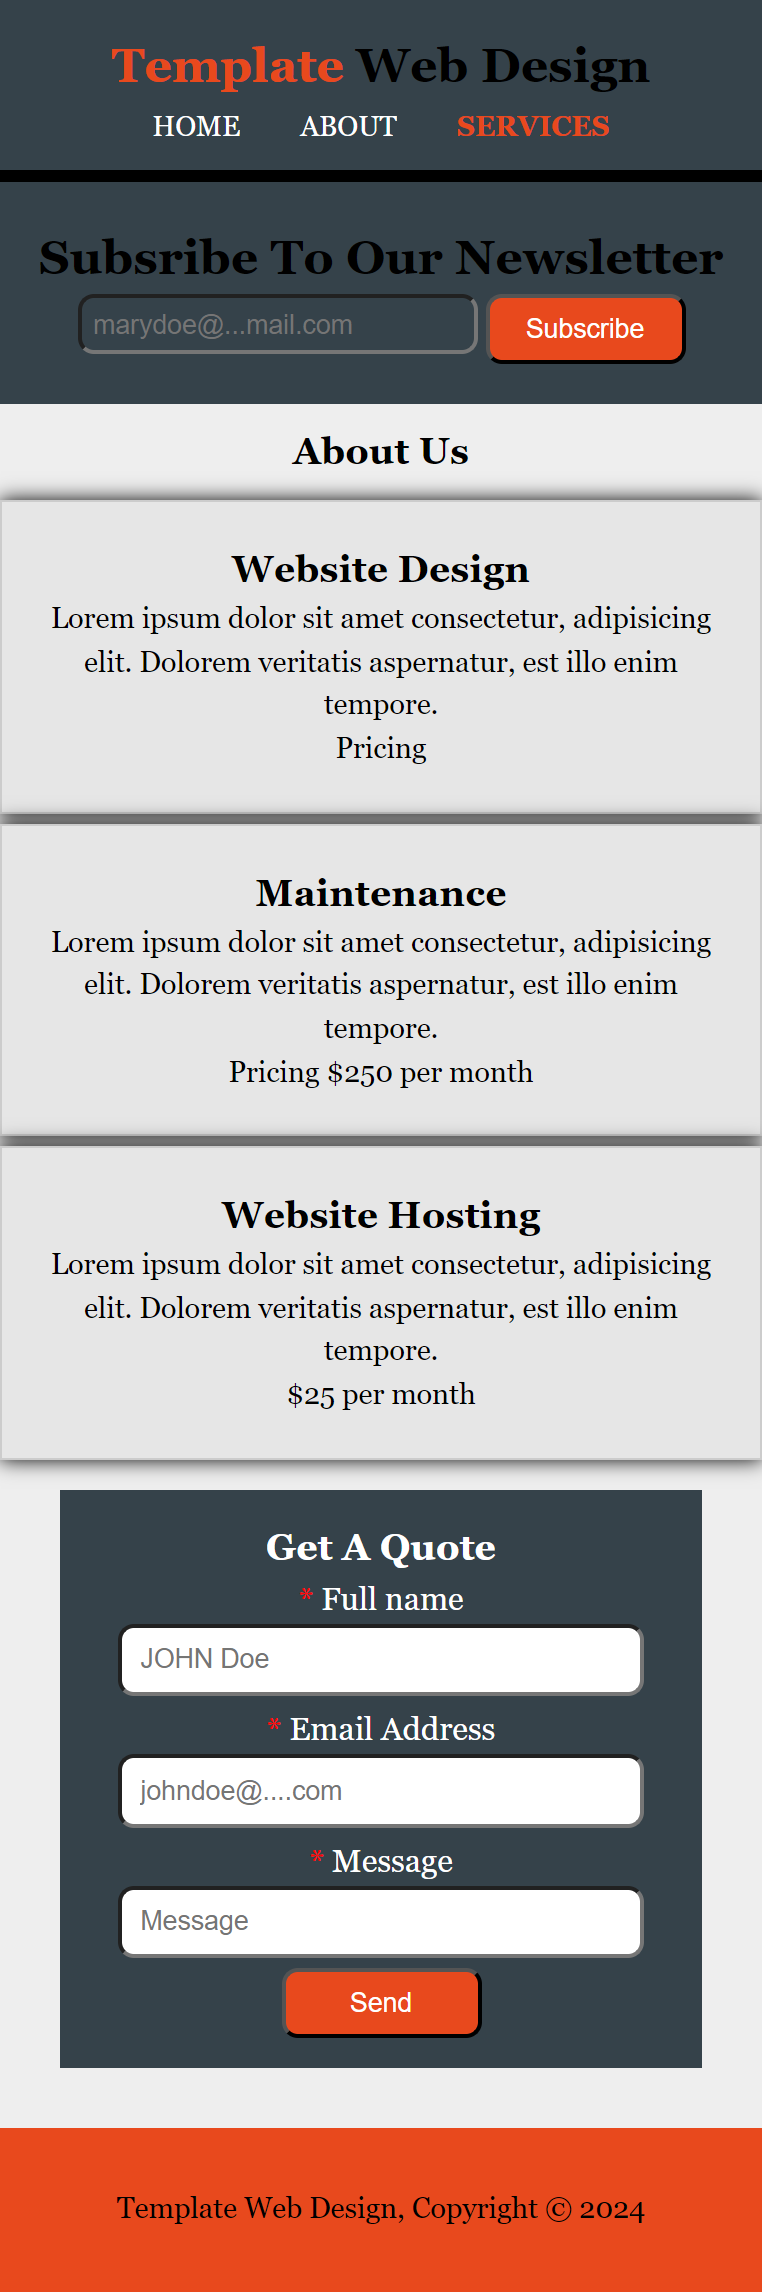 Template Web Design
HOME ABOUT SERVICES
Subsribe To Our Newsletter
marydoe@...mail.com Subscribe
About Us
Website Design
Lorem ipsum dolor sit amet consectetur, adipisicing
elit. Dolorem veritatis aspernatur, est illo enim
tempore.
Pricing
Maintenance
Lorem ipsum dolor sit amet consectetur, adipisicing
elit. Dolorem veritatis aspernatur, est illo enim
tempore.
Pricing $250 per month
Website Hosting
Lorem ipsum dolor sit amet consectetur, adipisicing
elit. Dolorem veritatis aspernatur, est illo enim
tempore.
$25 per month
Get A Quote
* Full name
JOHN Doe
* Email Address
johndoe@....com
* Message
Message
Send
Template Web Design, Copyright © 2024